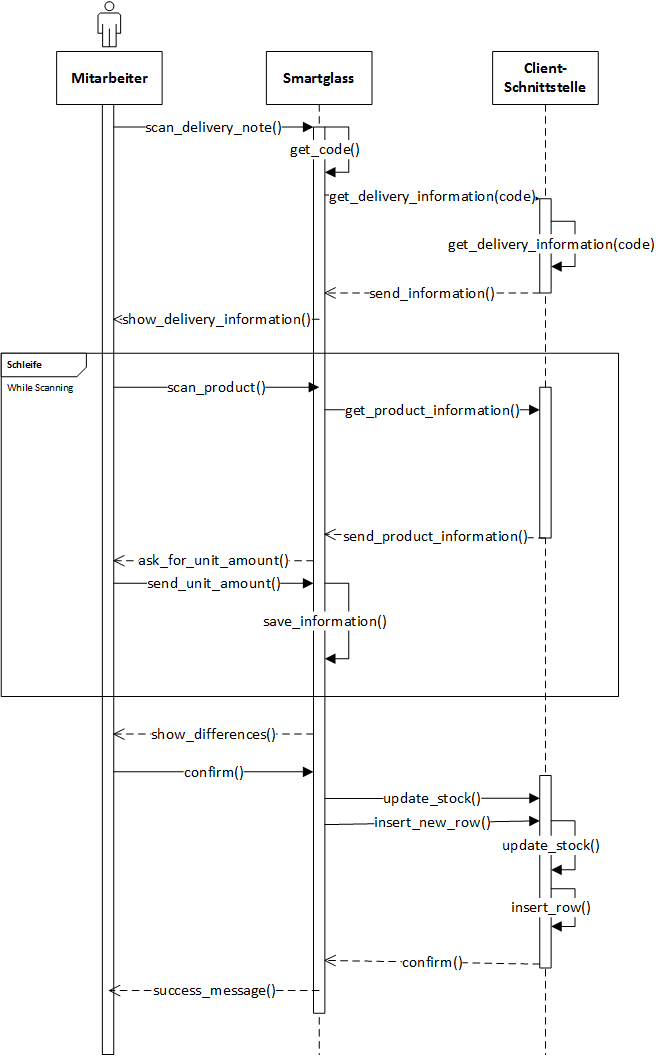 Mitarbeiter
Smartglass
Client-
Schnittstelle
scan_delivery_note()
get_code()
get_delivery_information(code)
get_delivery_information(code)
send_information()
show_delivery_information()
Schleife
While Scanning
scan_product()
get_product_information()
send_product_information()
ask_for_unit_amount()
send_unit_amount()
save_information()
show_differences()
confirm()
update_stock()
insert_new_row()
update_stock()
insert_row()
confirm()
success_message()